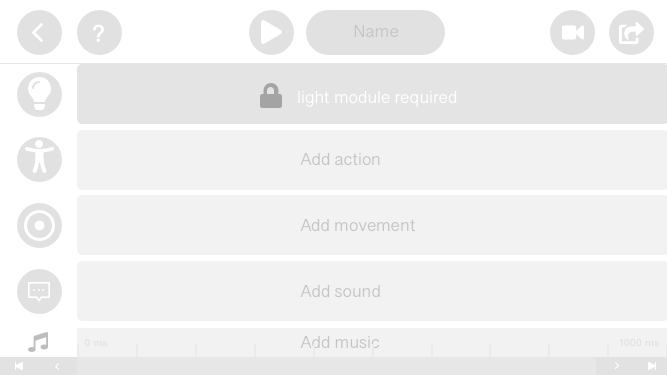 ?
Name
light module required
Add action
Add movement
Add sound
Add music
0 ms
1000 ms